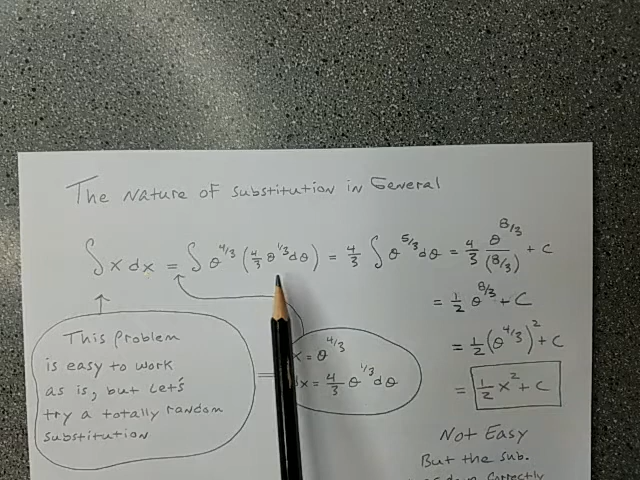 The Nature of Substitution in General
∫ x dx = ∫ θ^4/3 (4/3 θ^1/3 dθ) = 4/3 ∫ θ^5/3 dθ = 4/3 θ^8/3/(8/3) + C
= 1/2 θ^8/3 + C
= 1/2 (θ^4/3)^2 + C
= 1/2 x^2 + C
This problem
is easy to work
as is, but Let's
try a totally random
substitution
x = θ^4/3
dx = 4/3 θ^1/3 dθ
Not Easy
But the sub.
correctly